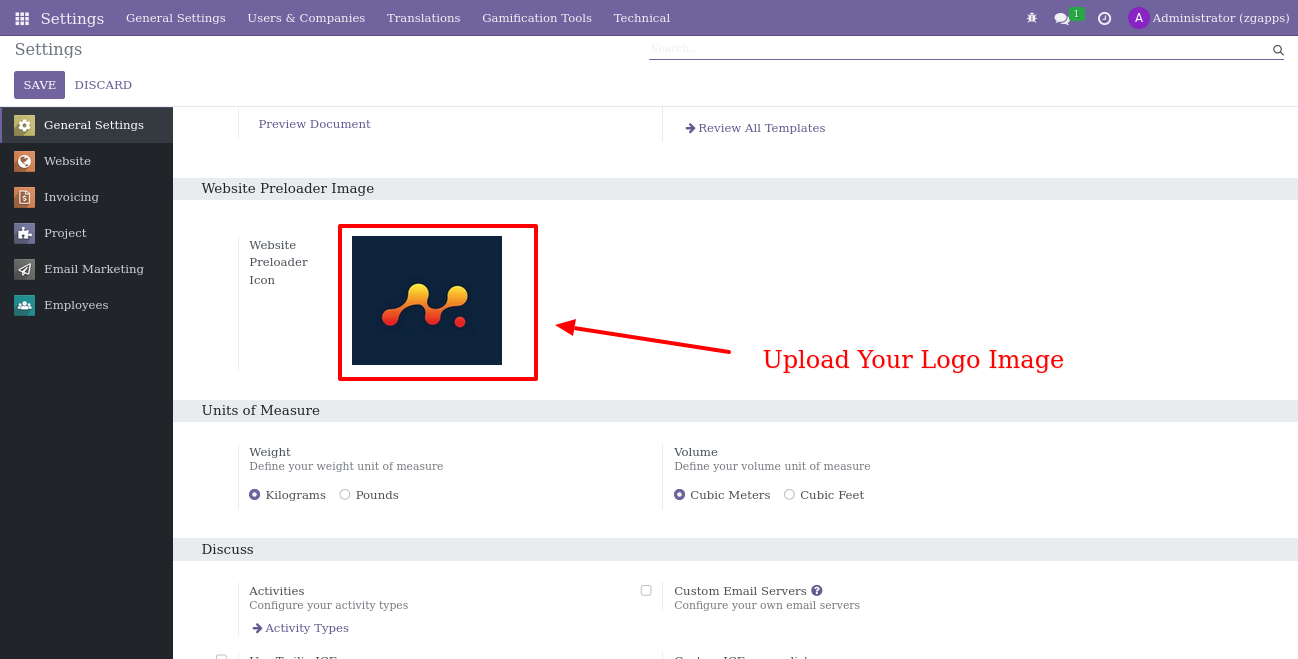 Settings General Settings Users & Companies Translations Gamification Tools Technical 1 A Administrator (zgapps)
Settings
Search...
SAVE DISCARD
General Settings
Website
Invoicing
Project
Email Marketing
Employees
Preview Document
Review All Templates
Website Preloader Image
Website
Preloader
Icon
Upload Your Logo Image
Units of Measure
Weight
Define your weight unit of measure
Kilograms Pounds
Volume
Define your volume unit of measure
Cubic Meters Cubic Feet
Discuss
Activities
Configure your activity types
Activity Types
Custom Email Servers ?
Configure your own email servers